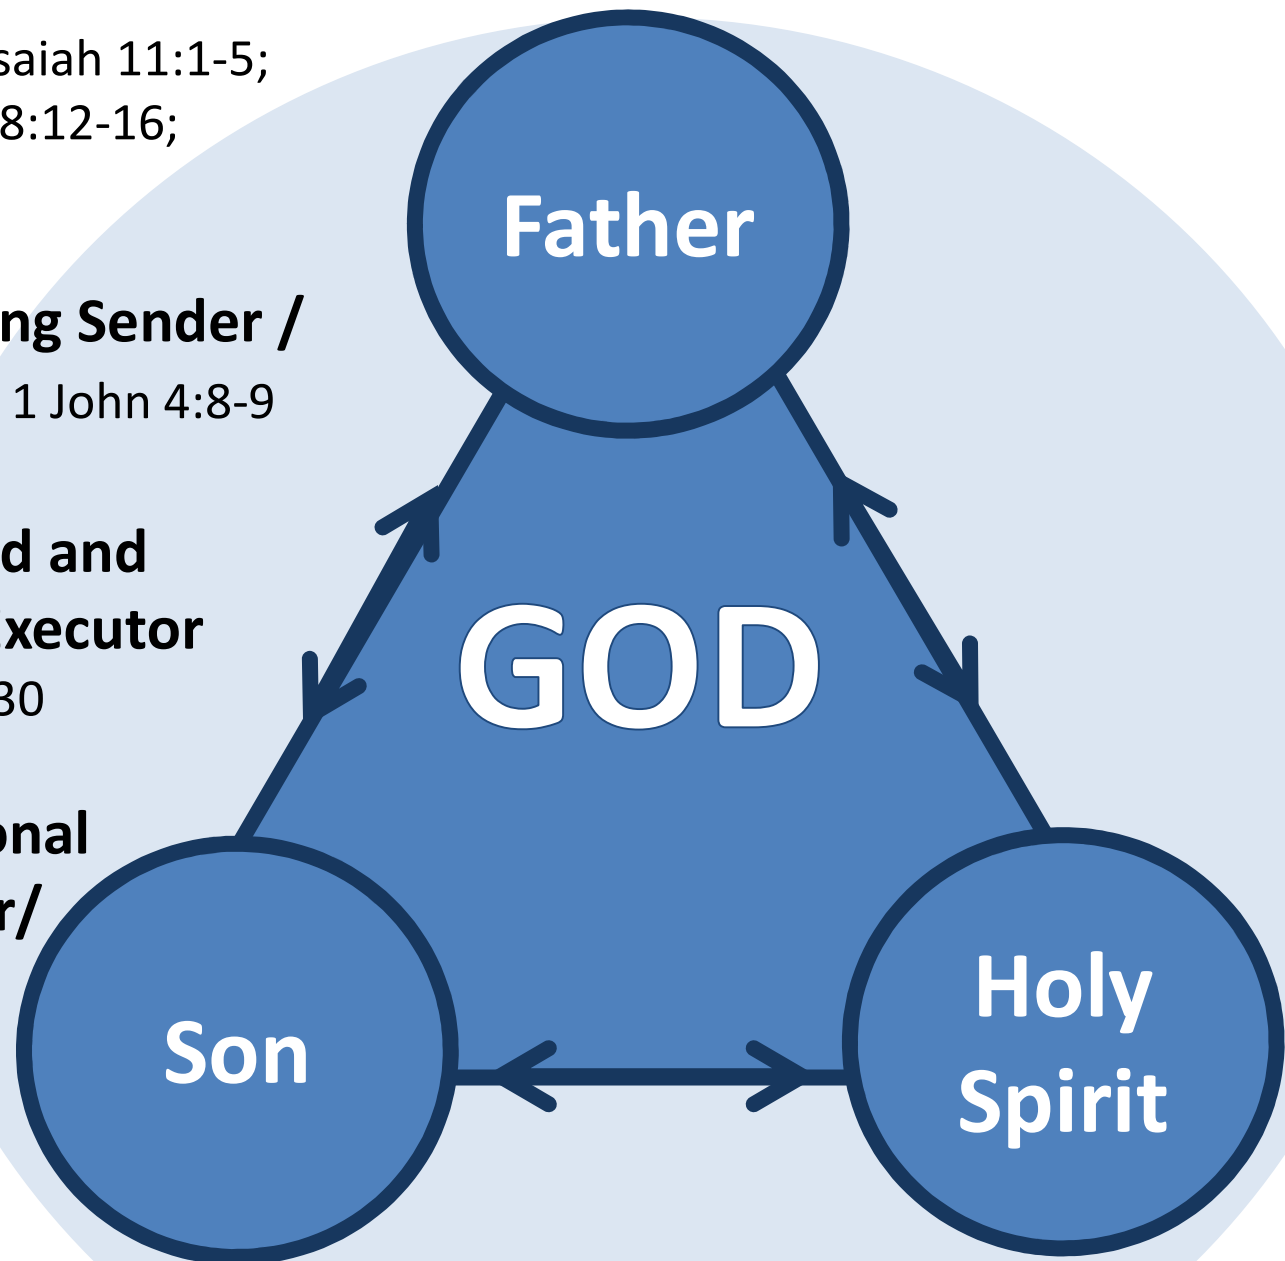 saiah 11:1-5;
8:12-16;
ng Sender /
1 John 4:8-9
d and
Executor
30
onal
r/
Father
GOD
Son
Holy
Spirit